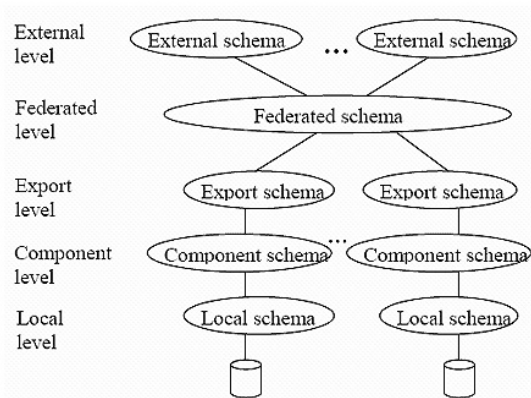 External
level
External schema
...
External schema
Federated
level
Federated schema
Export
level
Export schema
Export schema
Component
level
Component schema
...
Component schema
Local
level
Local schema
Local schema